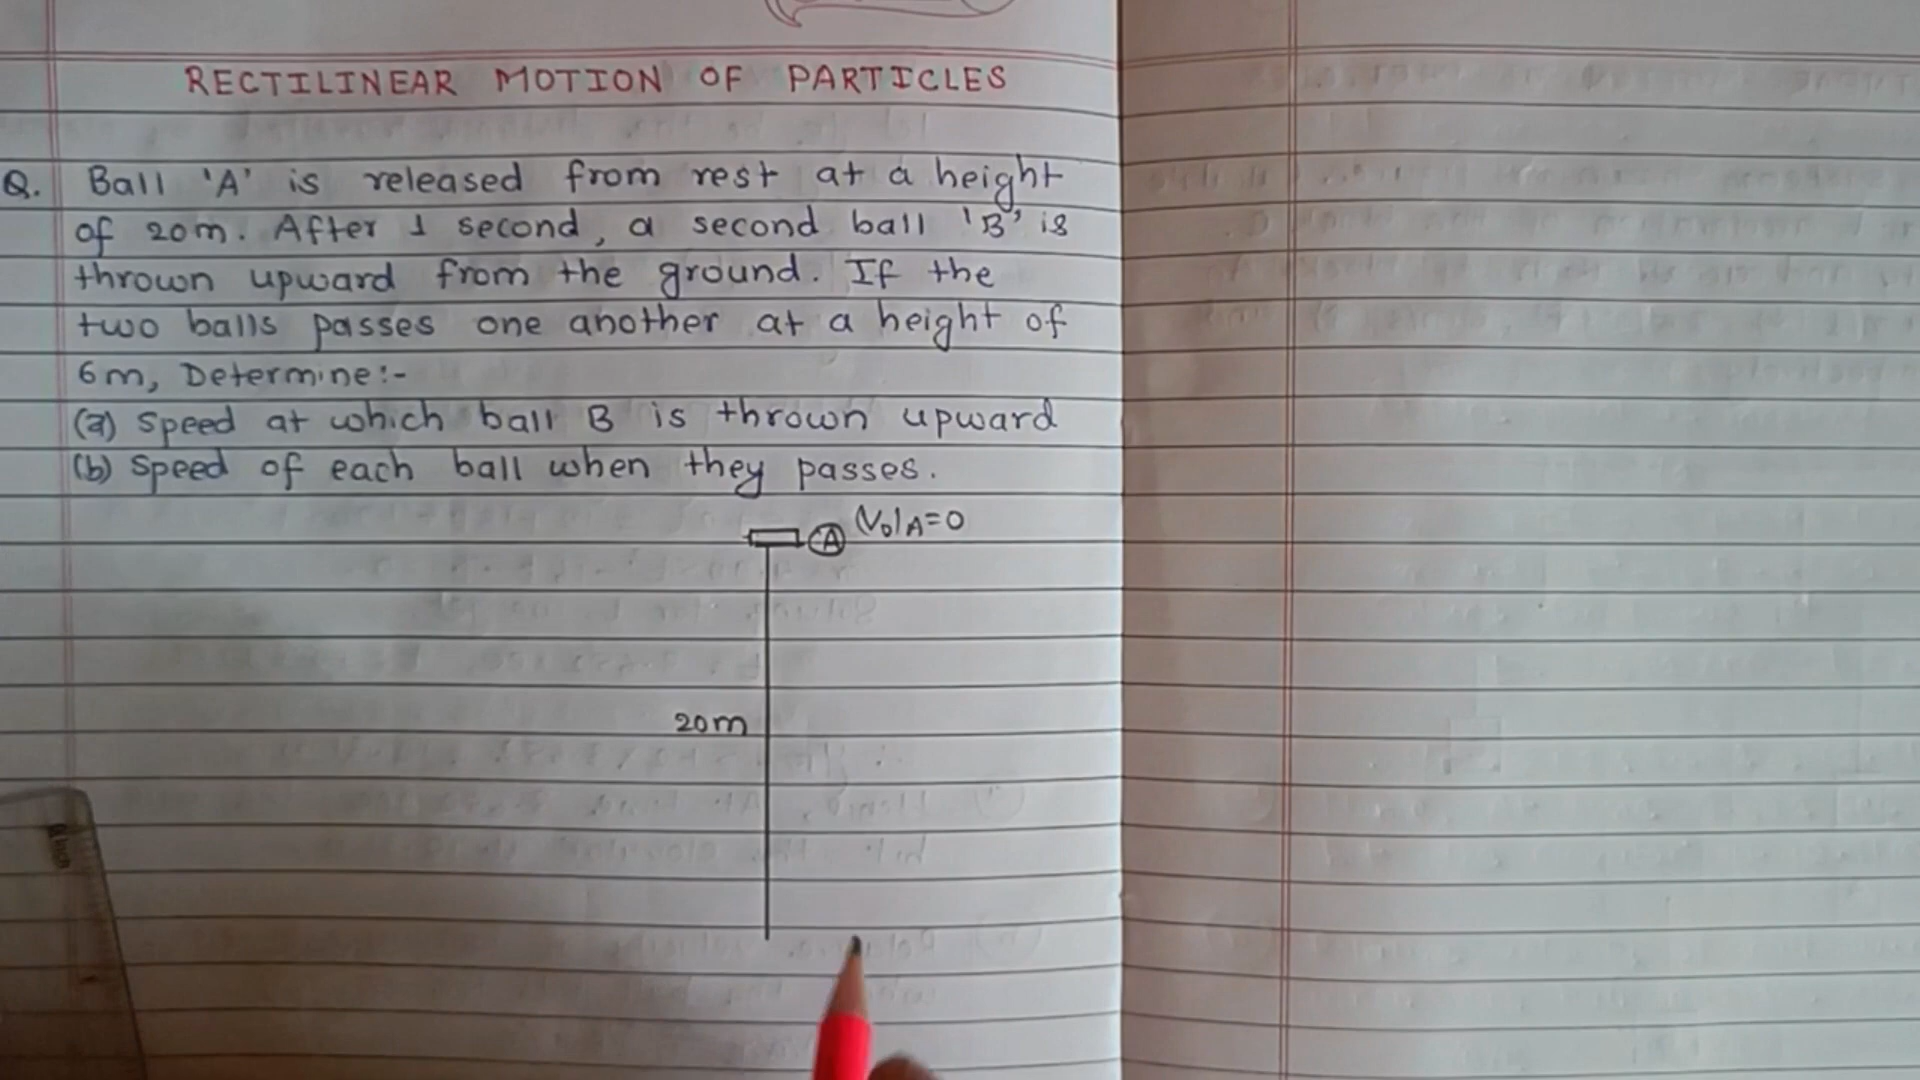 RECTILINEAR MOTION OF PARTICLES
Q. Ball 'A' is released from rest at a height
of 20m. After 1 second, a second ball 'B' is
thrown upward from the ground. If the
two balls passes one another at a height of
6m, Determine:-
(a) Speed at which ball B is thrown upward
(b) Speed of each ball when they passes.
A (V₀)A=0
20m